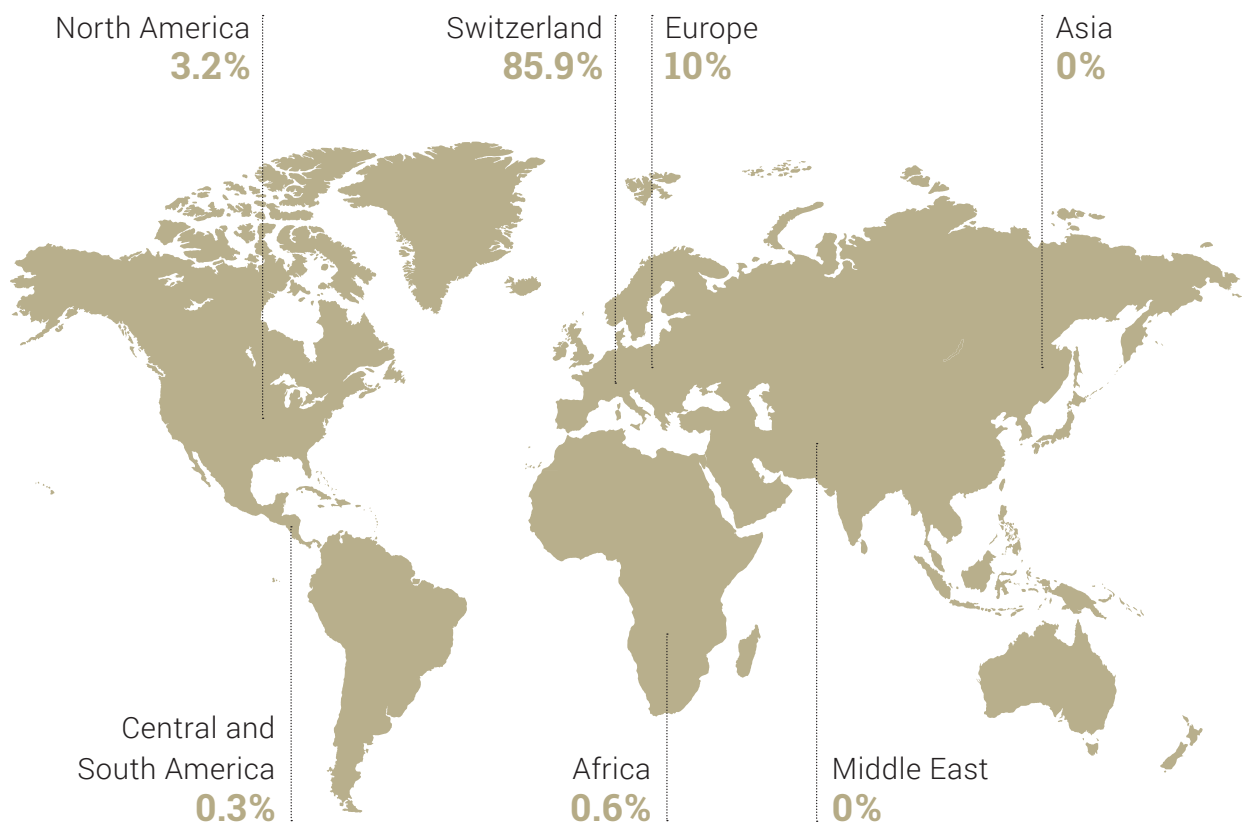 North America
3.2%
Switzerland
85.9%
Europe
10%
Asia
0%
Central and
South America
0.3%
Africa
0.6%
Middle East
0%